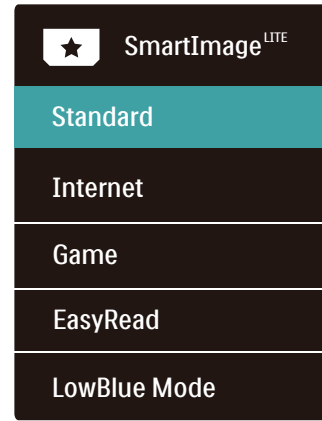 SmartImage LITE
Standard
Internet
Game
EasyRead
LowBlue Mode